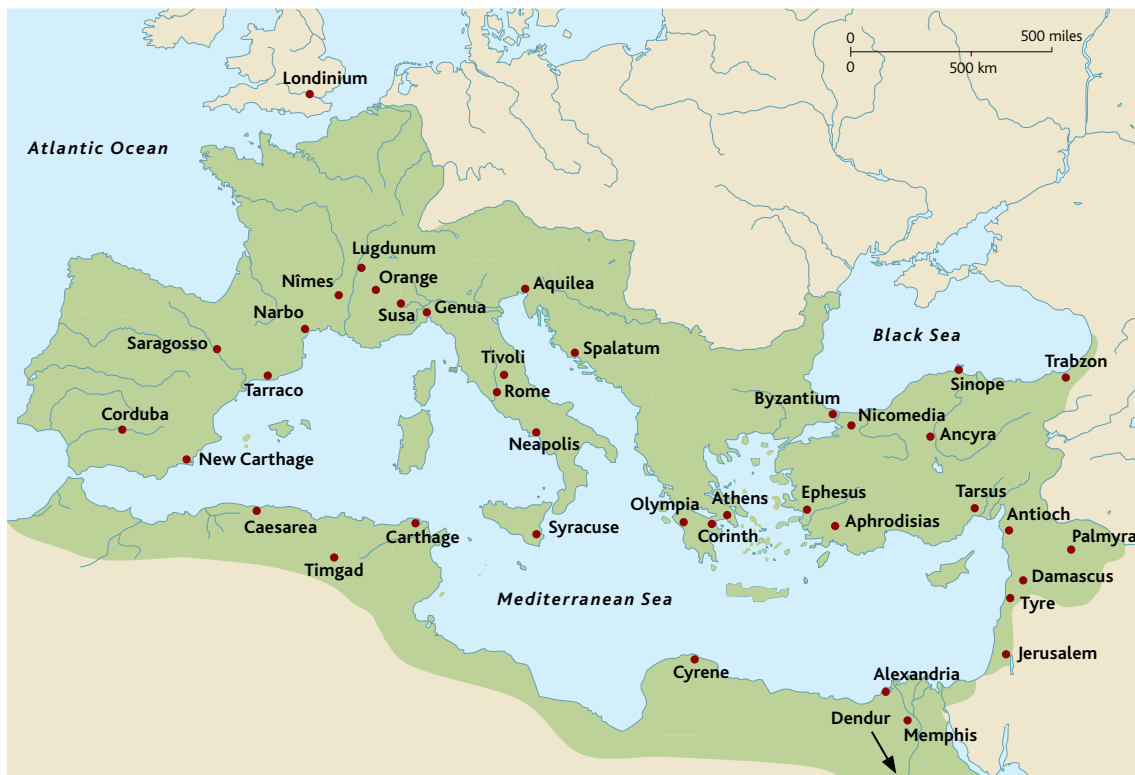 0 500 miles
0 500 km
Londinium
Atlantic Ocean
Lugdunum
Nîmes
Orange
Aquilea
Susa
Genua
Narbo
Saragosso
Tivoli
Spalatum
Black Sea
Trabzon
Tarraco
Rome
Sinope
Corduba
Byzantium
Nicomedia
Neapolis
Ancyra
New Carthage
Olympia
Athens
Ephesus
Tarsus
Caesarea
Carthage
Syracuse
Corinth
Aphrodisias
Antioch
Palmyra
Timgad
Damascus
Mediterranean Sea
Tyre
Jerusalem
Cyrene
Alexandria
Dendur
Memphis